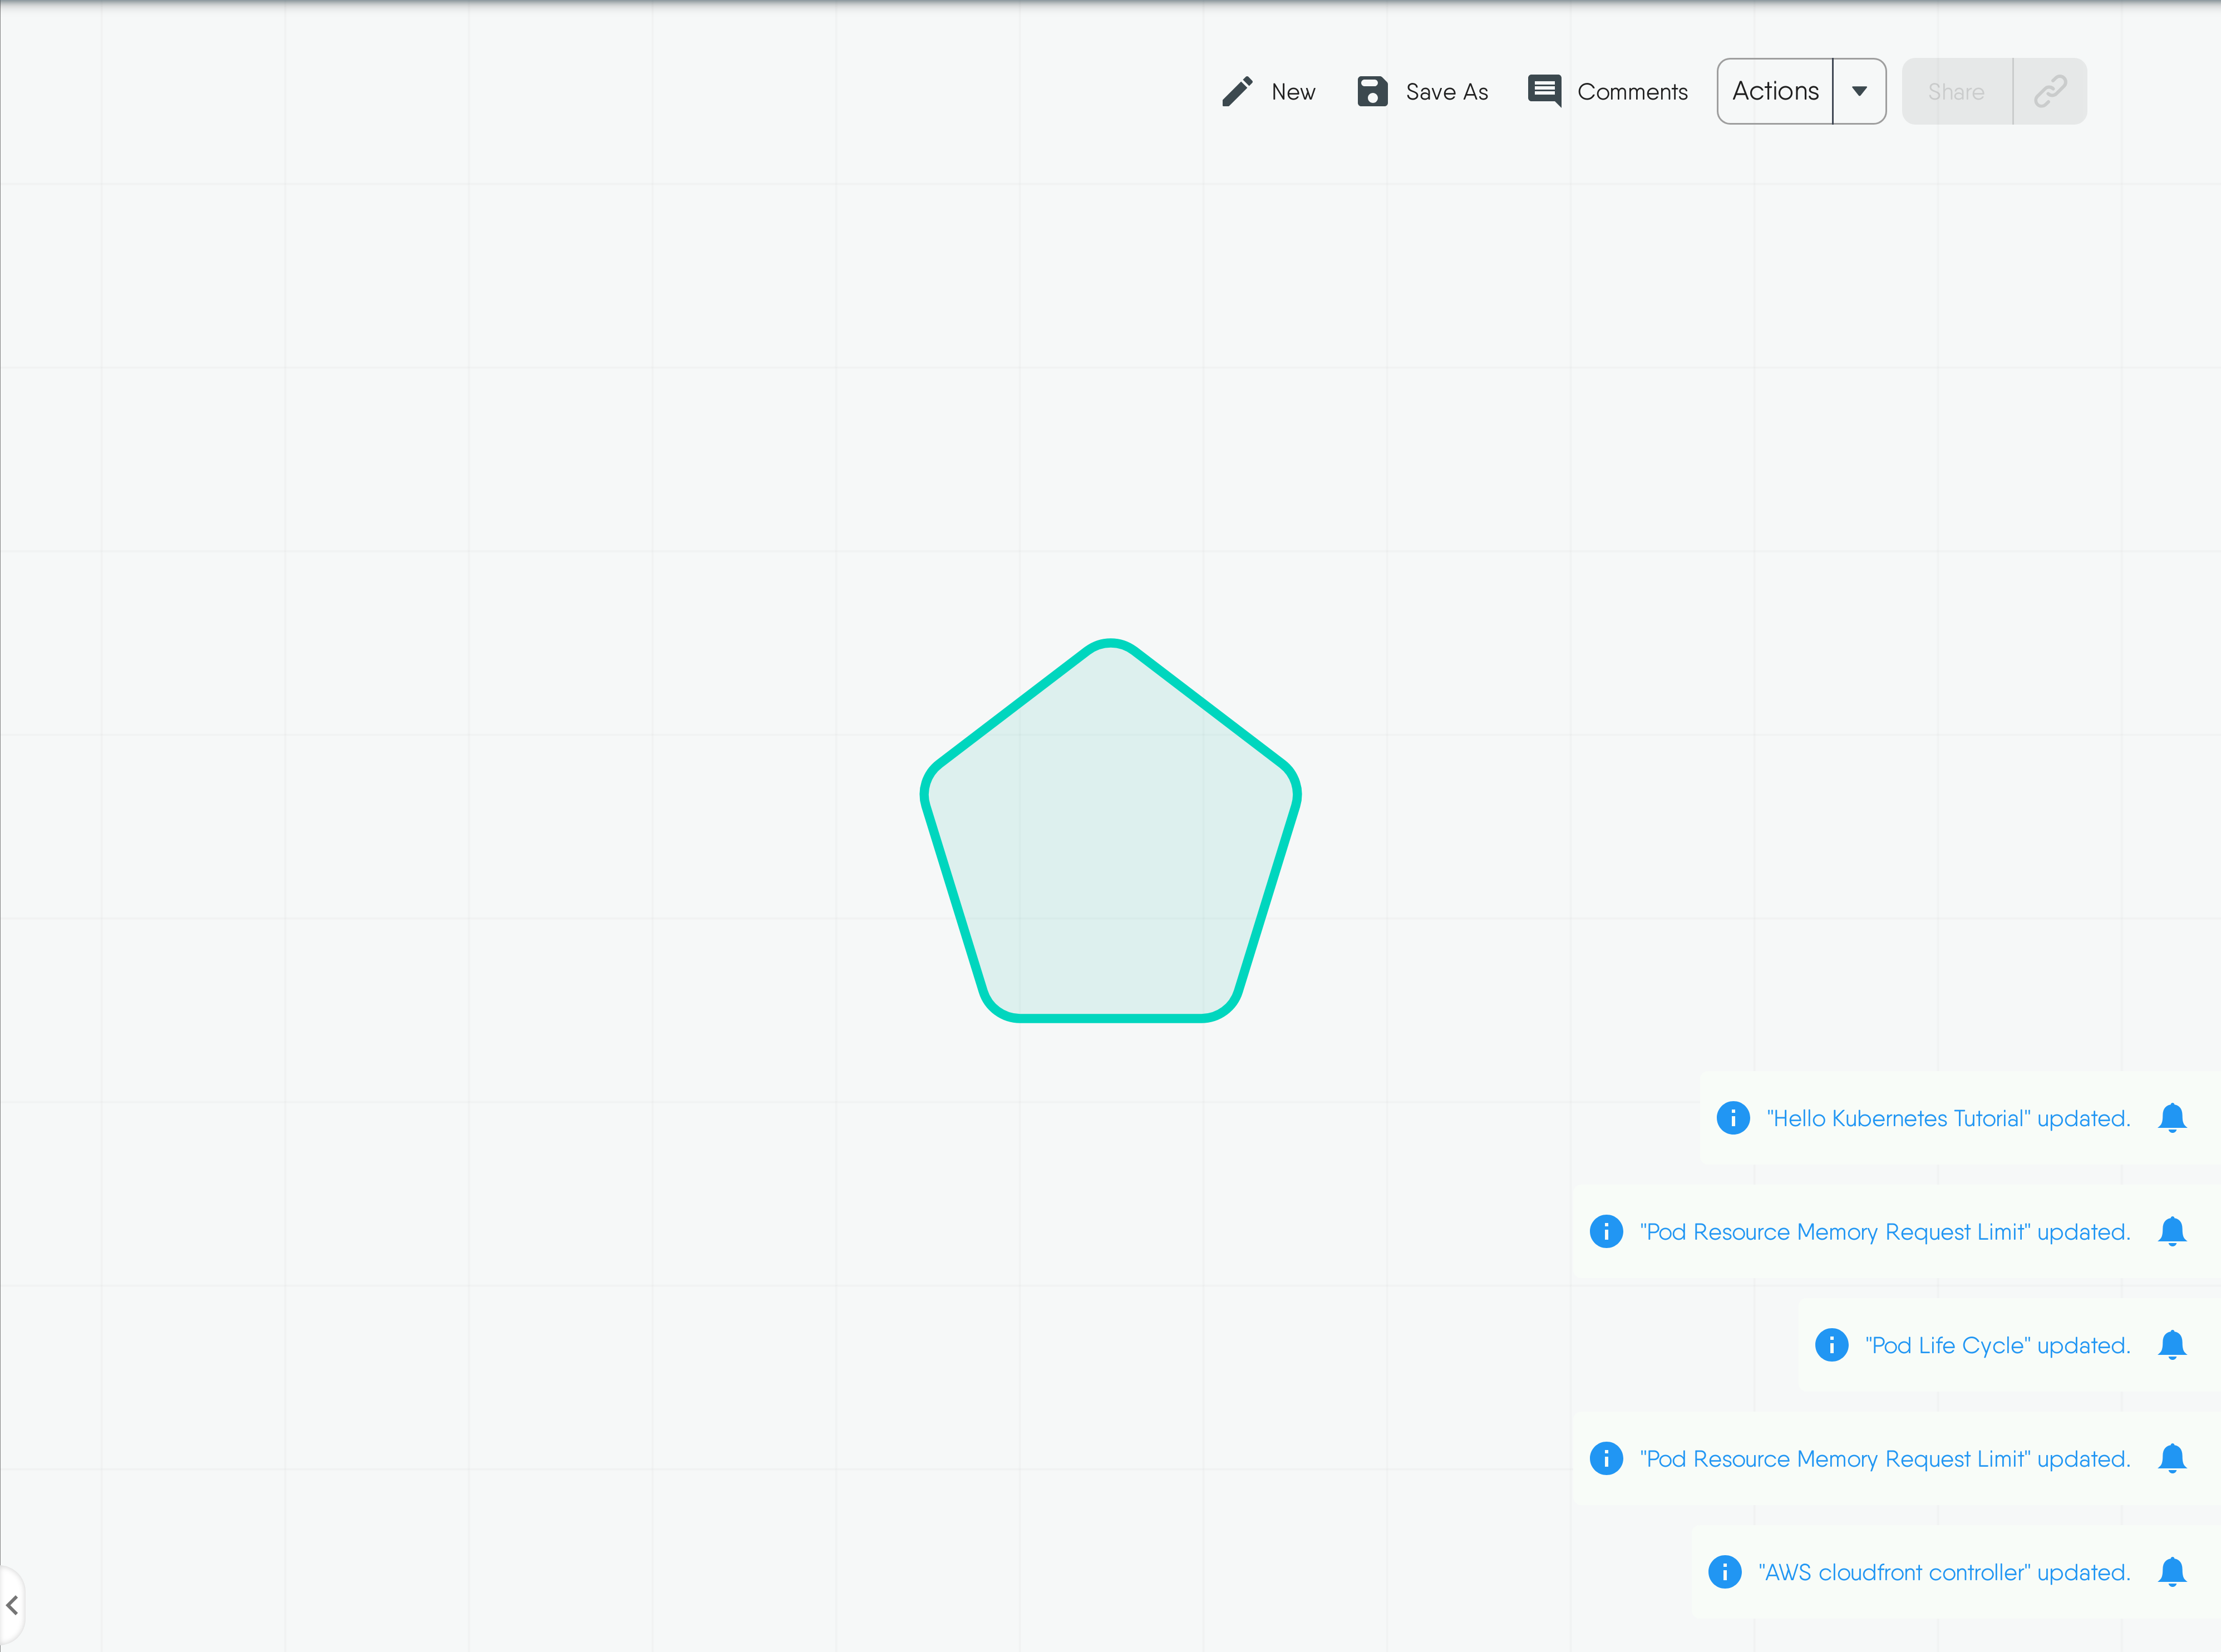 New Save As Comments Actions Share
"Hello Kubernetes Tutorial" updated.
"Pod Resource Memory Request Limit" updated.
"Pod Life Cycle" updated.
"Pod Resource Memory Request Limit" updated.
"AWS cloudfront controller" updated.